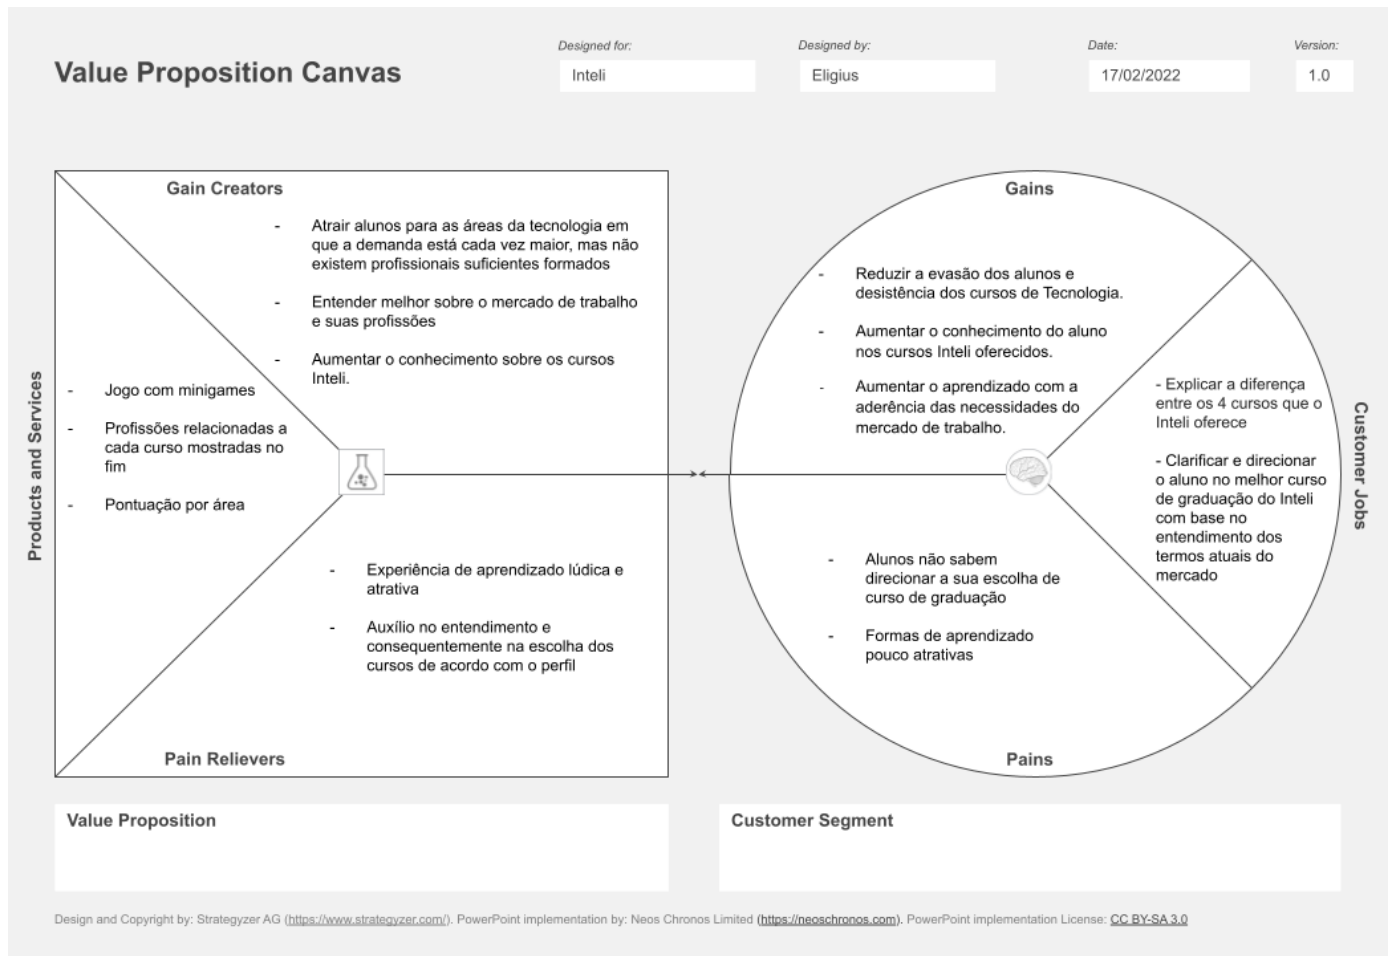 Value Proposition Canvas
Designed for:
Inteli
Designed by:
Eligius
Date:
17/02/2022
Version:
1.0
Gain Creators
- Atrair alunos para as áreas da tecnologia em
que a demanda está cada vez maior, mas não
existem profissionais suficientes formados
- Entender melhor sobre o mercado de trabalho
e suas profissões
- Aumentar o conhecimento sobre os cursos
Inteli.
Products and Services
- Jogo com minigames
- Profissões relacionadas a
cada curso mostradas no
fim
- Pontuação por área
- Experiência de aprendizado lúdica e
atrativa
- Auxílio no entendimento e
consequentemente na escolha dos
cursos de acordo com o perfil
Pain Relievers
Gains
- Reduzir a evasão dos alunos e
desistência dos cursos de Tecnologia.
- Aumentar o conhecimento do aluno
nos cursos Inteli oferecidos.
- Aumentar o aprendizado com a
aderência das necessidades do
mercado de trabalho.
- Explicar a diferença
entre os 4 cursos que o
Inteli oferece
- Clarificar e direcionar
o aluno no melhor curso
de graduação do Inteli
com base no
entendimento dos
termos atuais do
mercado
Customer Jobs
- Alunos não sabem
direcionar a sua escolha de
curso de graduação
- Formas de aprendizado
pouco atrativas
Pains
Value Proposition
Customer Segment
Design and Copyright by: Strategyzer AG (https://www.strategyzer.com/). PowerPoint implementation by: Neos Chronos Limited (https://neoschronos.com). PowerPoint implementation License: CC BY-SA 3.0